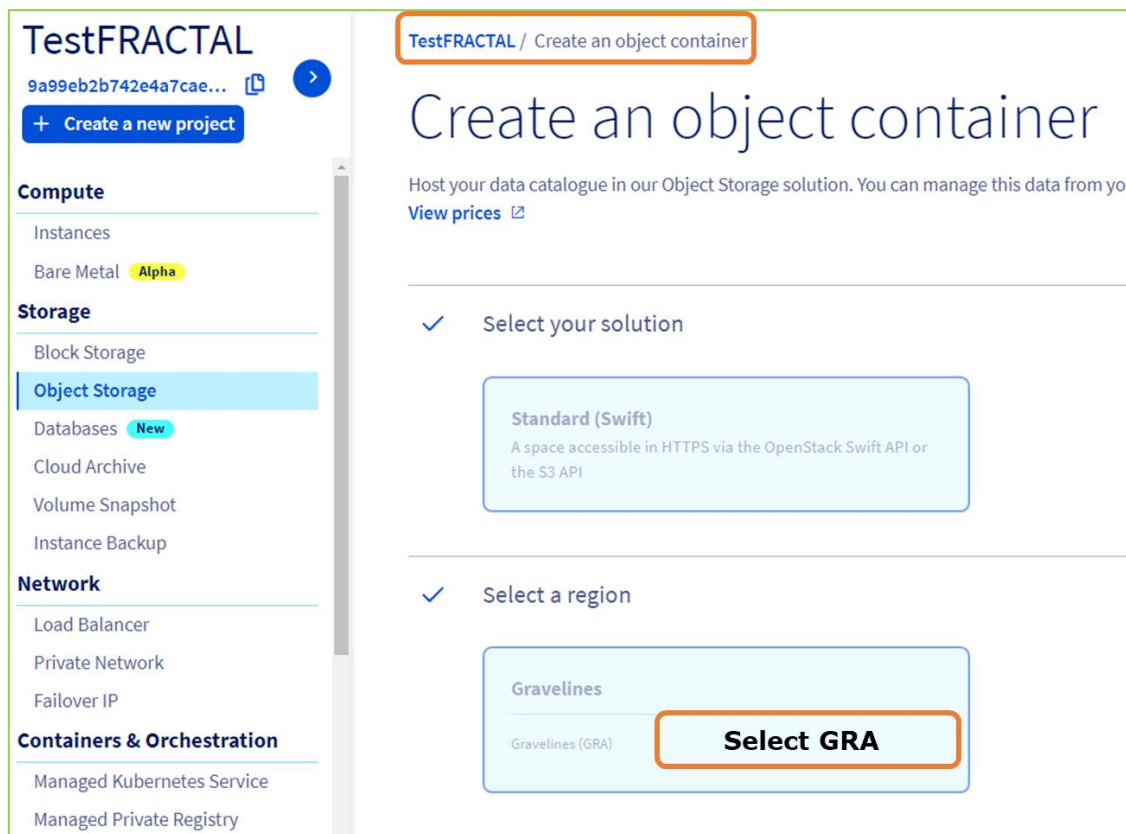 TestFRACTAL
9a99eb2b742e4a7cae...
+ Create a new project
Compute
Instances
Bare Metal Alpha
Storage
Block Storage
Object Storage
Databases New
Cloud Archive
Volume Snapshot
Instance Backup
Network
Load Balancer
Private Network
Failover IP
Containers & Orchestration
Managed Kubernetes Service
Managed Private Registry
TestFRACTAL / Create an object container
Create an object container
Host your data catalogue in our Object Storage solution. You can manage this data from yo
View prices
Select your solution
Standard (Swift)
A space accessible in HTTPS via the OpenStack Swift API or
the S3 API
Select a region
Gravelines
Gravelines (GRA)
Select GRA